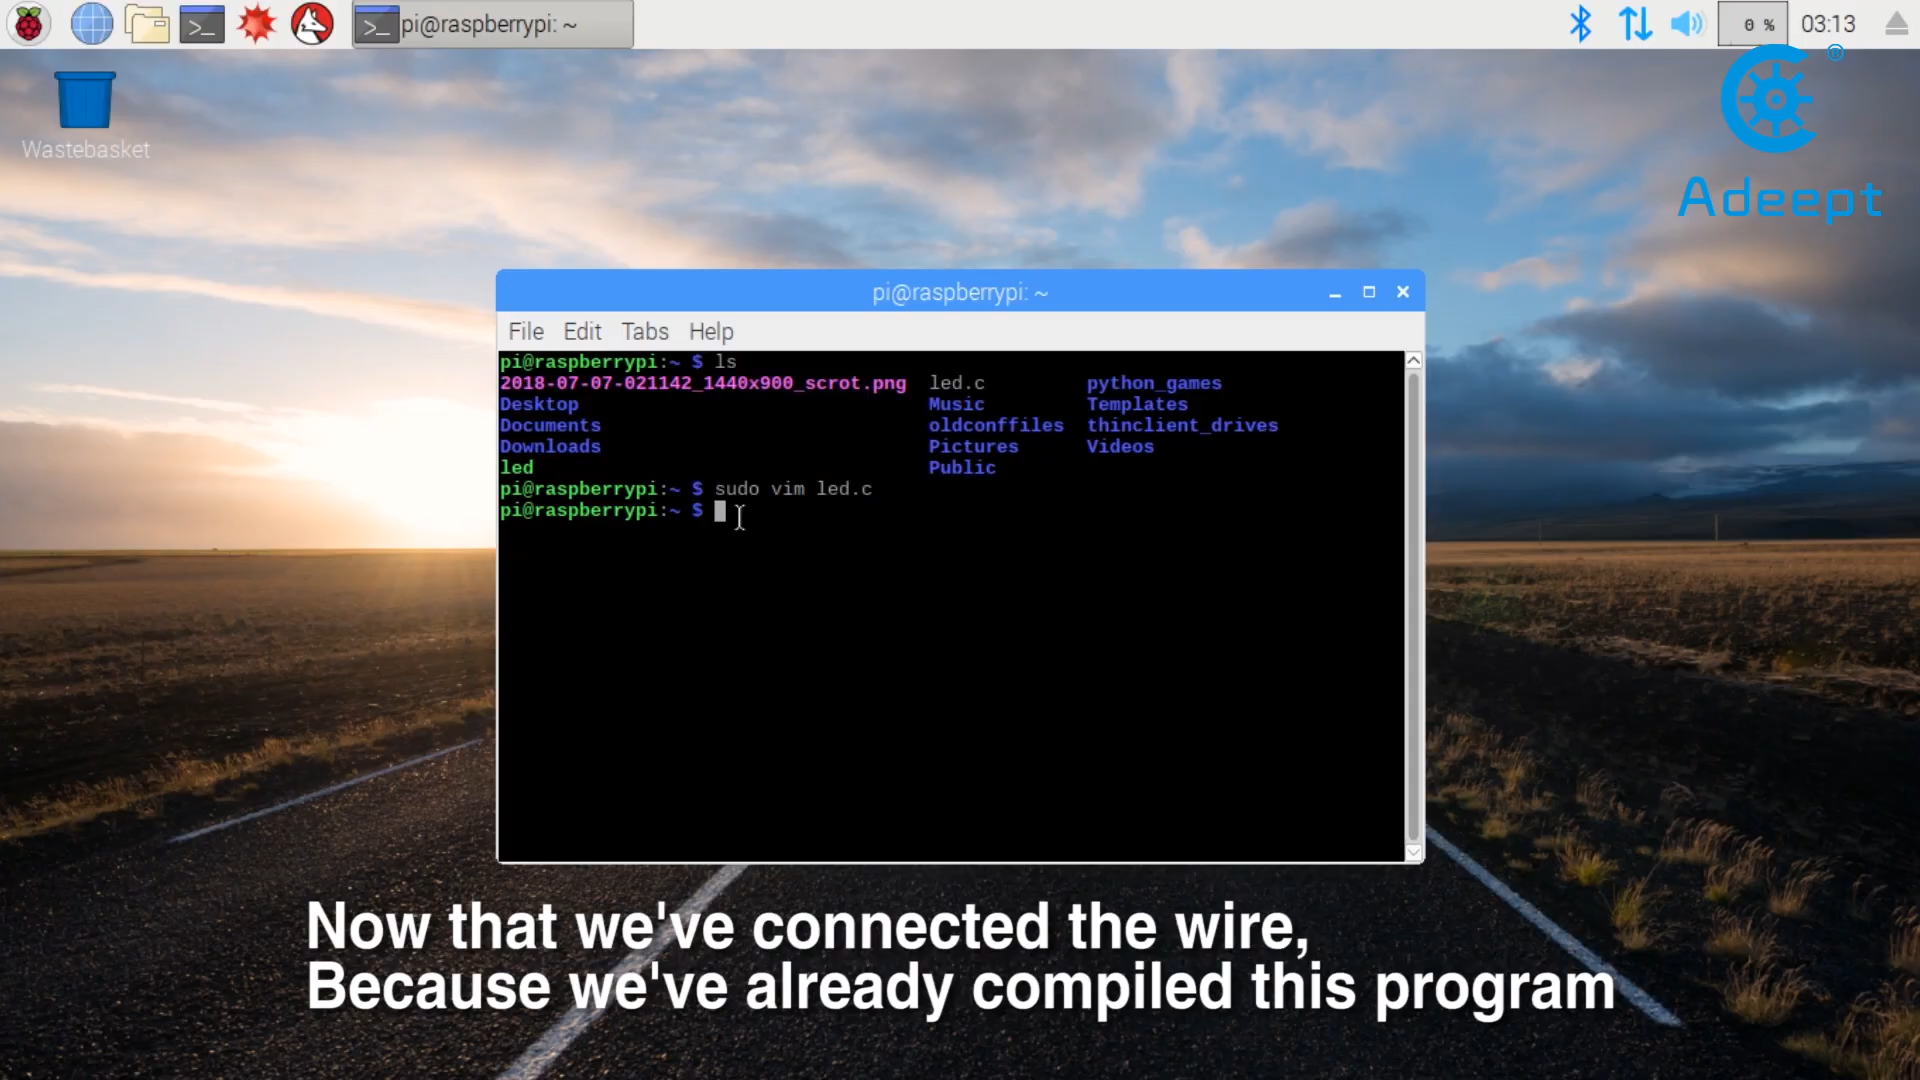 pi@raspberrypi: ~
0 %
03:13
®
Adeept
Wastebasket
pi@raspberrypi: ~
File Edit Tabs Help
pi@raspberrypi:~ $ ls
2018-07-07-021142_1440x900_scrot.png led.c python_games
Desktop Music Templates
Documents oldconffiles thinclient_drives
Downloads Pictures Videos
led Public
pi@raspberrypi:~ $ sudo vim led.c
pi@raspberrypi:~ $
Now that we've connected the wire,
Because we've already compiled this program